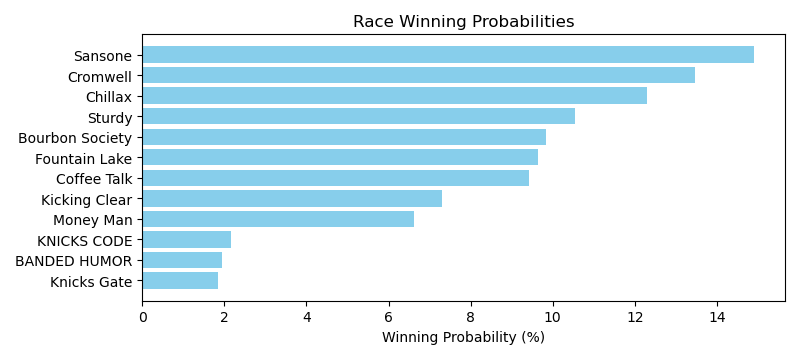 Race Winning Probabilities
Sansone
Cromwell
Chillax
Sturdy
Bourbon Society
Fountain Lake
Coffee Talk
Kicking Clear
Money Man
KNICKS CODE
BANDED HUMOR
Knicks Gate
0 2 4 6 8 10 12 14
Winning Probability (%)